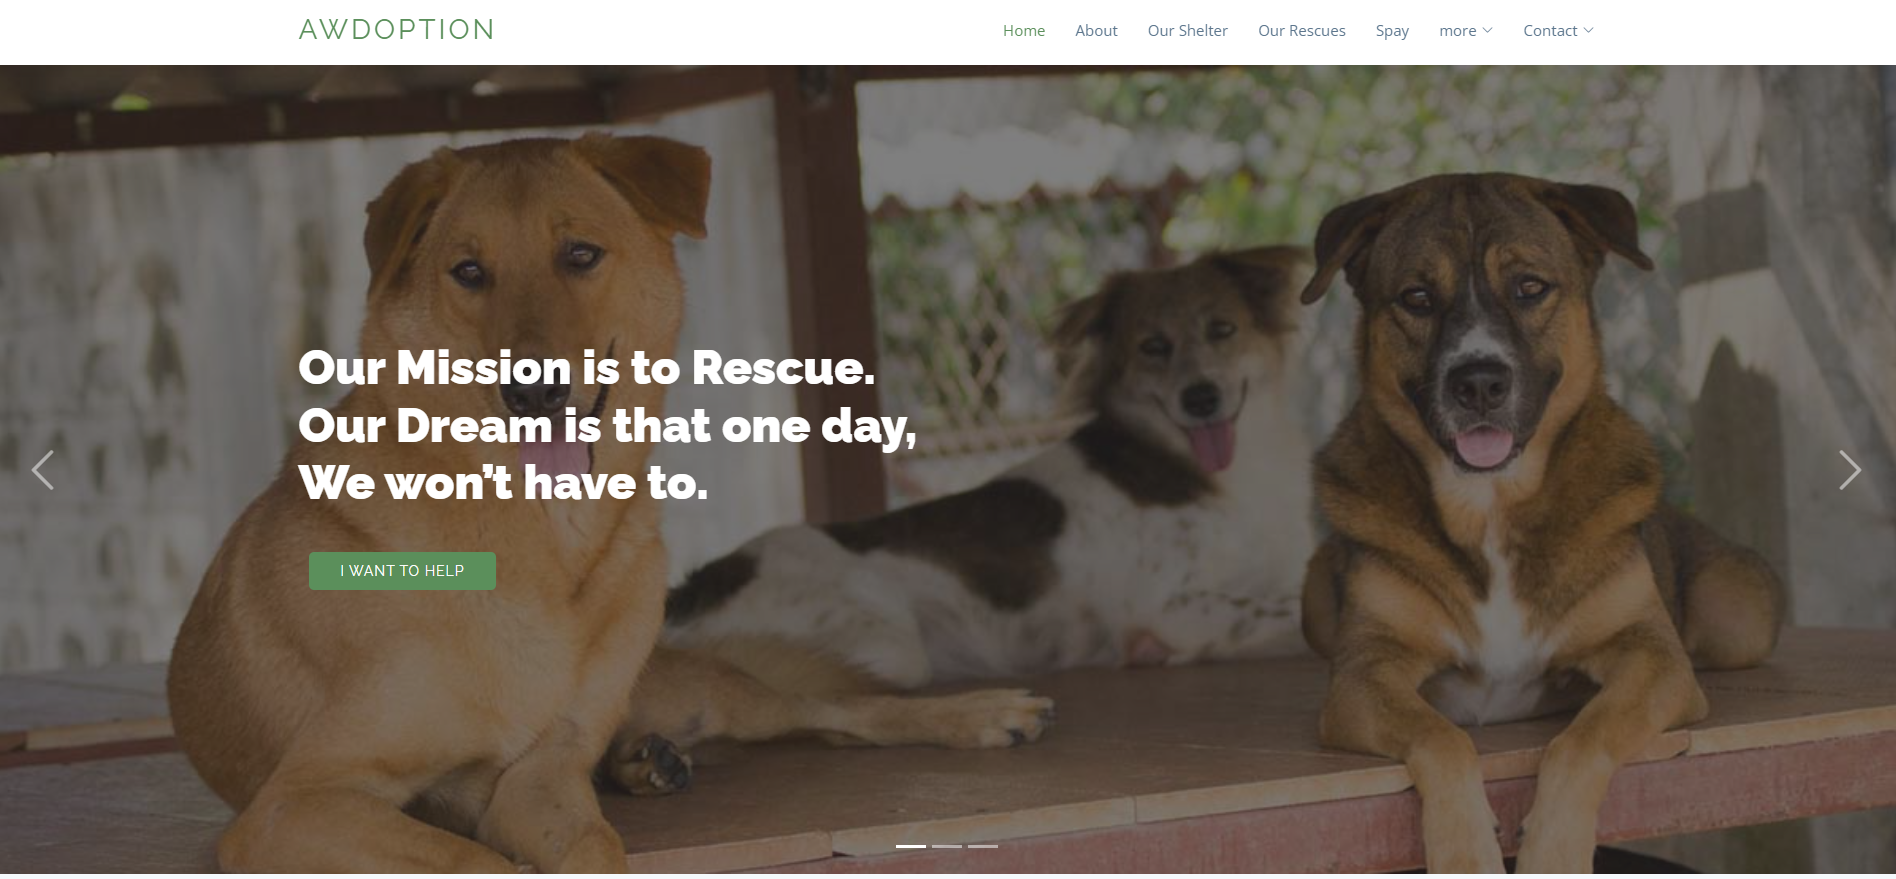 AWDOPTION
Home About Our Shelter Our Rescues Spay more Contact
Our Mission is to Rescue.
Our Dream is that one day,
We won't have to.
I WANT TO HELP